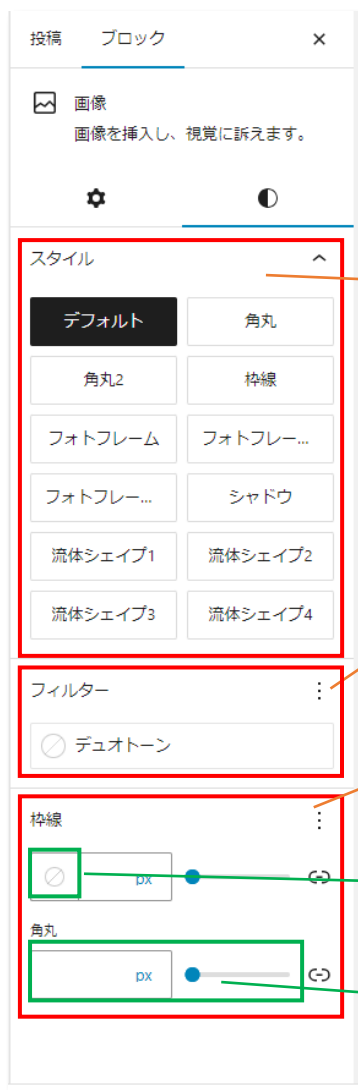 投稿 ブロック
画像
画像を挿入し、視覚に訴えます。
スタイル
デフォルト 角丸
角丸2 枠線
フォトフレーム フォトフレー...
フォトフレー... シャドウ
流体シェイプ1 流体シェイプ2
流体シェイプ3 流体シェイプ4
フィルター
デュオトーン
枠線
px
角丸
px